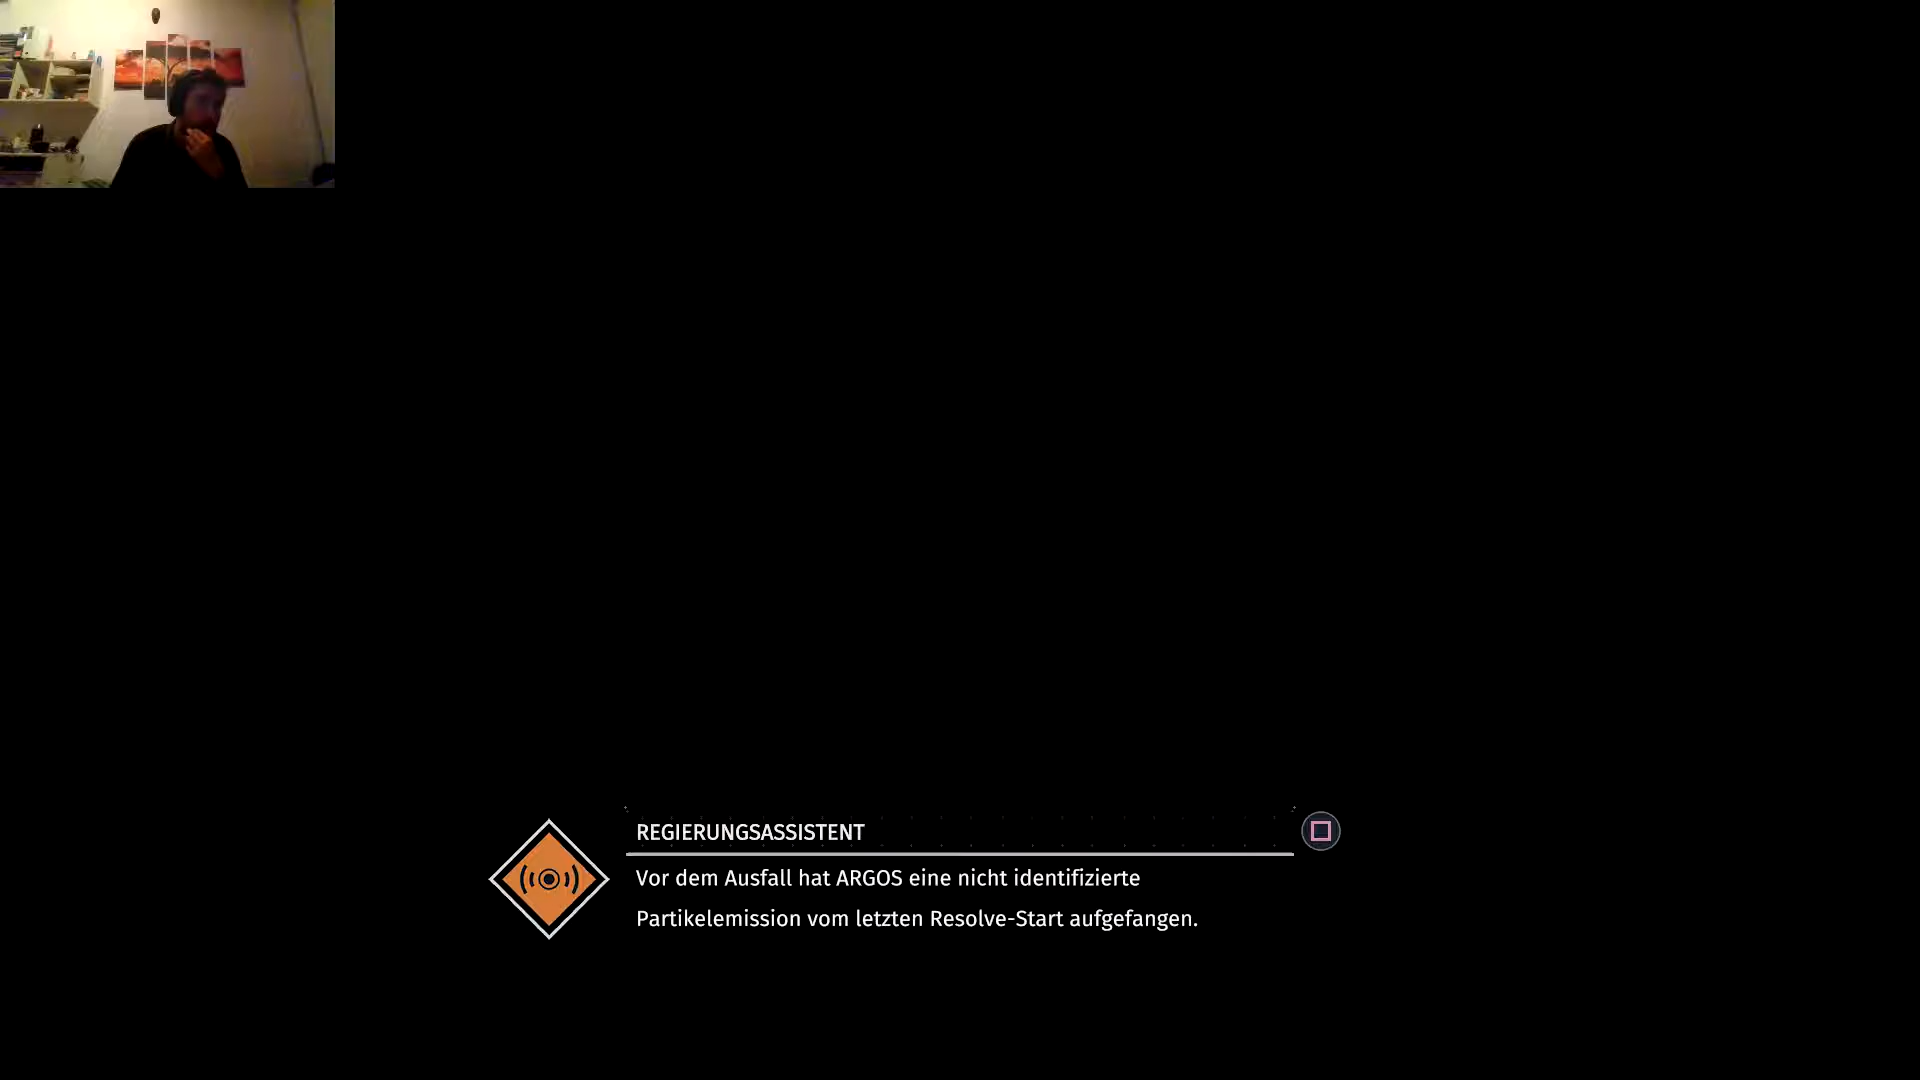 REGIERUNGSASSISTENT
Vor dem Ausfall hat ARGOS eine nicht identifizierte
Partikelemission vom letzten Resolve-Start aufgefangen.